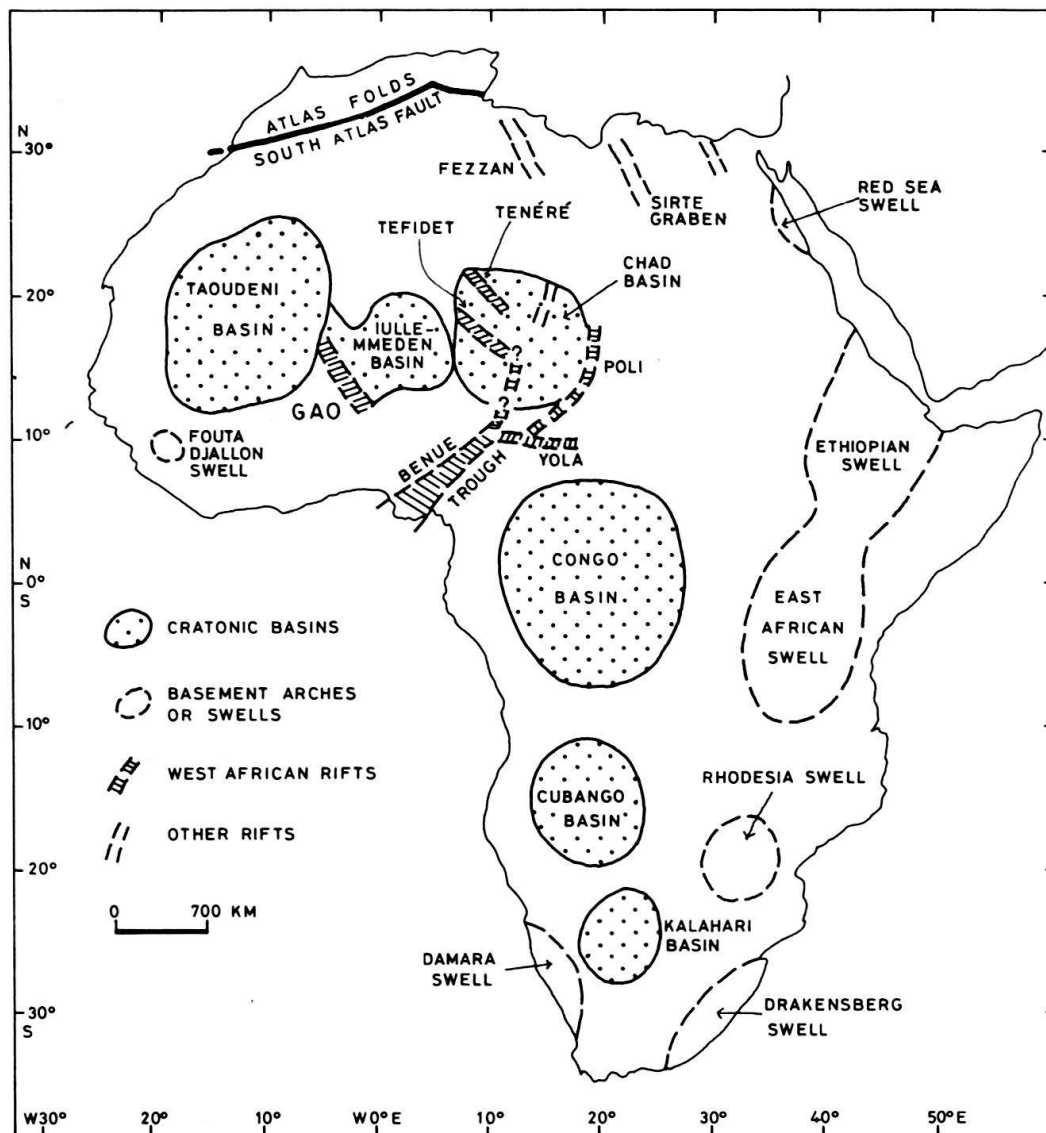 ATLAS FOLDS
SOUTH ATLAS FAULT
N
30°
FEZZAN
SIRTE
GRABEN
RED SEA
SWELL
TEFIDET
TENÉRÉ
CHAD
BASIN
20°
TAOUDENI
BASIN
IULLE-
MMEDEN
BASIN
?
POLI
GAO
?
10°
FOUTA
DJALLON
SWELL
BENUE
TROUGH
YOLA
ETHIOPIAN
SWELL
N
0°
S
CONGO
BASIN
EAST
AFRICAN
SWELL
CRATONIC BASINS
BASEMENT ARCHES
OR SWELLS
10°
WEST AFRICAN RIFTS
RHODESIA SWELL
CUBANGO
BASIN
OTHER RIFTS
20°
0 700 KM
KALAHARI
BASIN
DAMARA
SWELL
DRAKENSBERG
SWELL
30°
S
W30° 20° 10° W0°E 10° 20° 30° 40° 50°E